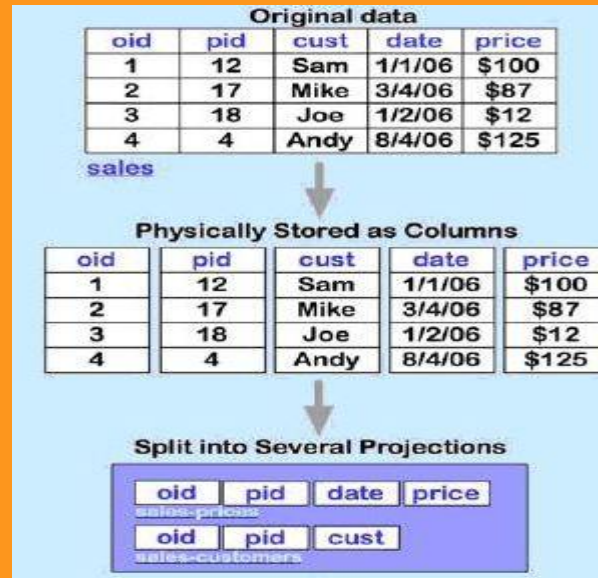 Original data
oid pid cust date price
1 12 Sam 1/1/06 $100
2 17 Mike 3/4/06 $87
3 18 Joe 1/2/06 $12
4 4 Andy 8/4/06 $125
sales
Physically Stored as Columns
oid pid cust date price
1 12 Sam 1/1/06 $100
2 17 Mike 3/4/06 $87
3 18 Joe 1/2/06 $12
4 4 Andy 8/4/06 $125
Split into Several Projections
oid pid date price
sales-prices
oid pid cust
sales-customers